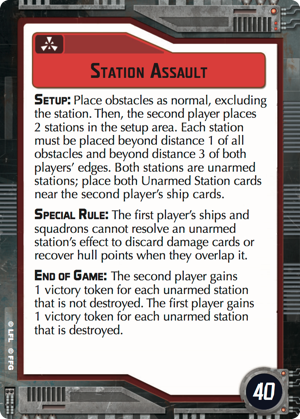 STATION ASSAULT
SETUP: Place obstacles as normal, excluding
the station. Then, the second player places
2 stations in the setup area. Each station
must be placed beyond distance 1 of all
obstacles and beyond distance 3 of both
players’ edges. Both stations are unarmed
stations; place both Unarmed Station cards
near the second player’s ship cards.
SPECIAL RULE: The first player’s ships and
squadrons cannot resolve an unarmed
station’s effect to discard damage cards or
recover hull points when they overlap it.
END OF GAME: The second player gains
1 victory token for each unarmed station
that is not destroyed. The first player gains
1 victory token for each unarmed station
that is destroyed.
© LFL © FFG
40